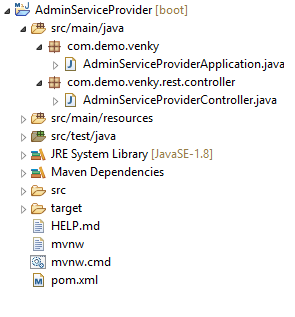 AdminServiceProvider [boot]
src/main/java
com.demo.venky
AdminServiceProviderApplication.java
com.demo.venky.rest.controller
AdminServiceProviderController.java
src/main/resources
src/test/java
JRE System Library [JavaSE-1.8]
Maven Dependencies
src
target
HELP.md
mvnw
mvnw.cmd
pom.xml